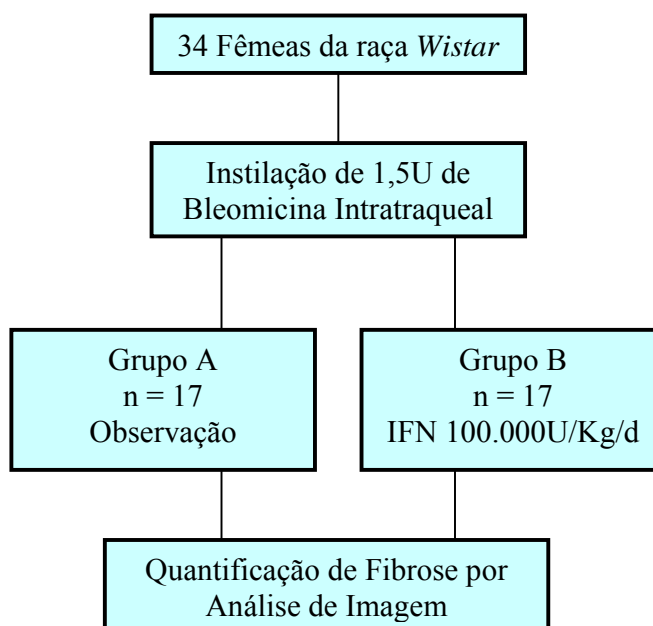 34 Fêmeas da raça Wistar
Instilação de 1,5U de
Bleomicina Intratraqueal
Grupo A
n = 17
Observação
Grupo B
n = 17
IFN 100.000U/Kg/d
Quantificação de Fibrose por
Análise de Imagem